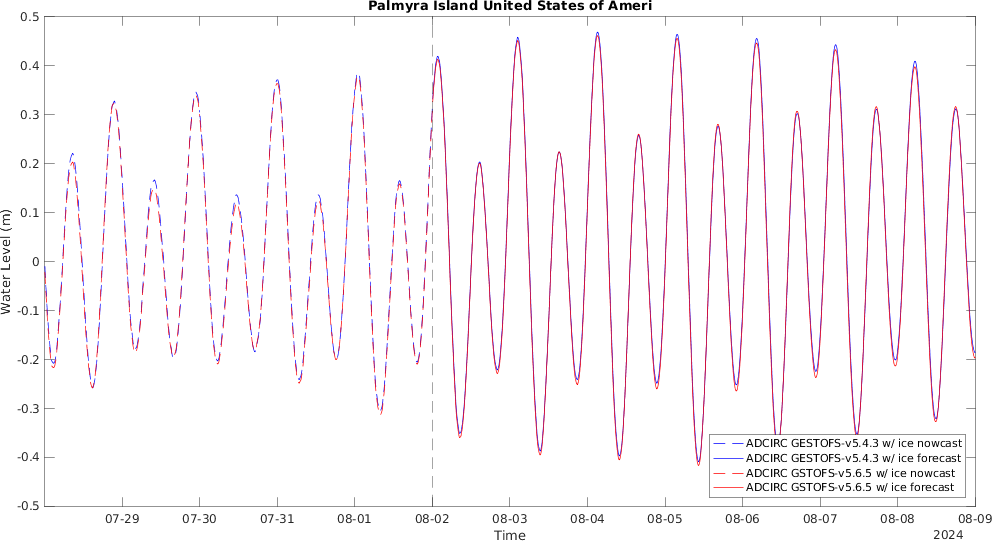 Palmyra Island United States of Ameri
0.5
0.4
0.3
0.2
0.1
0
-0.1
-0.2
-0.3
-0.4
-0.5
Water Level (m)
ADCIRC GESTOFS-v5.4.3 w/ ice nowcast
ADCIRC GESTOFS-v5.4.3 w/ ice forecast
ADCIRC GSTOFS-v5.6.5 w/ ice nowcast
ADCIRC GSTOFS-v5.6.5 w/ ice forecast
07-29 07-30 07-31 08-01 08-02 08-03 08-04 08-05 08-06 08-07 08-08 08-09
Time
2024